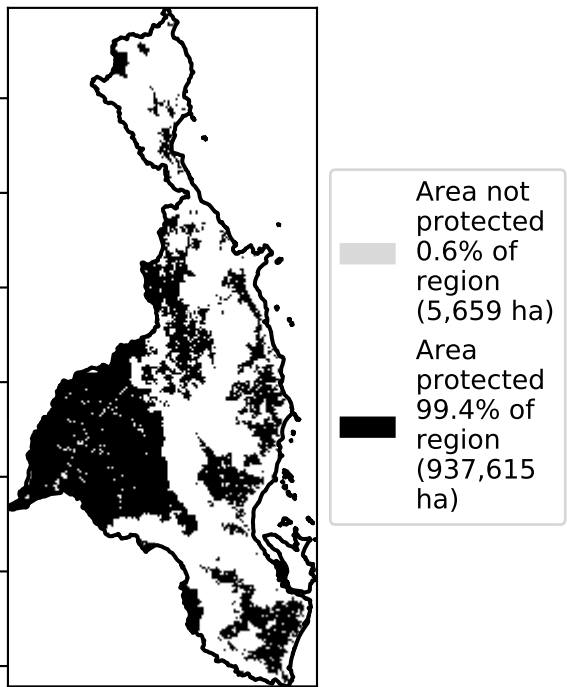 Area not
protected
0.6% of
region
(5,659 ha)
Area
protected
99.4% of
region
(937,615
ha)